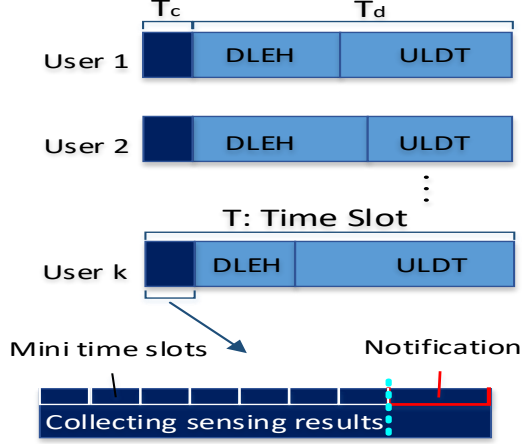 Tc Td
User 1 DLEH ULDT
User 2 DLEH ULDT
T: Time Slot
User k DLEH ULDT
Mini time slots Notification
Collecting sensing results